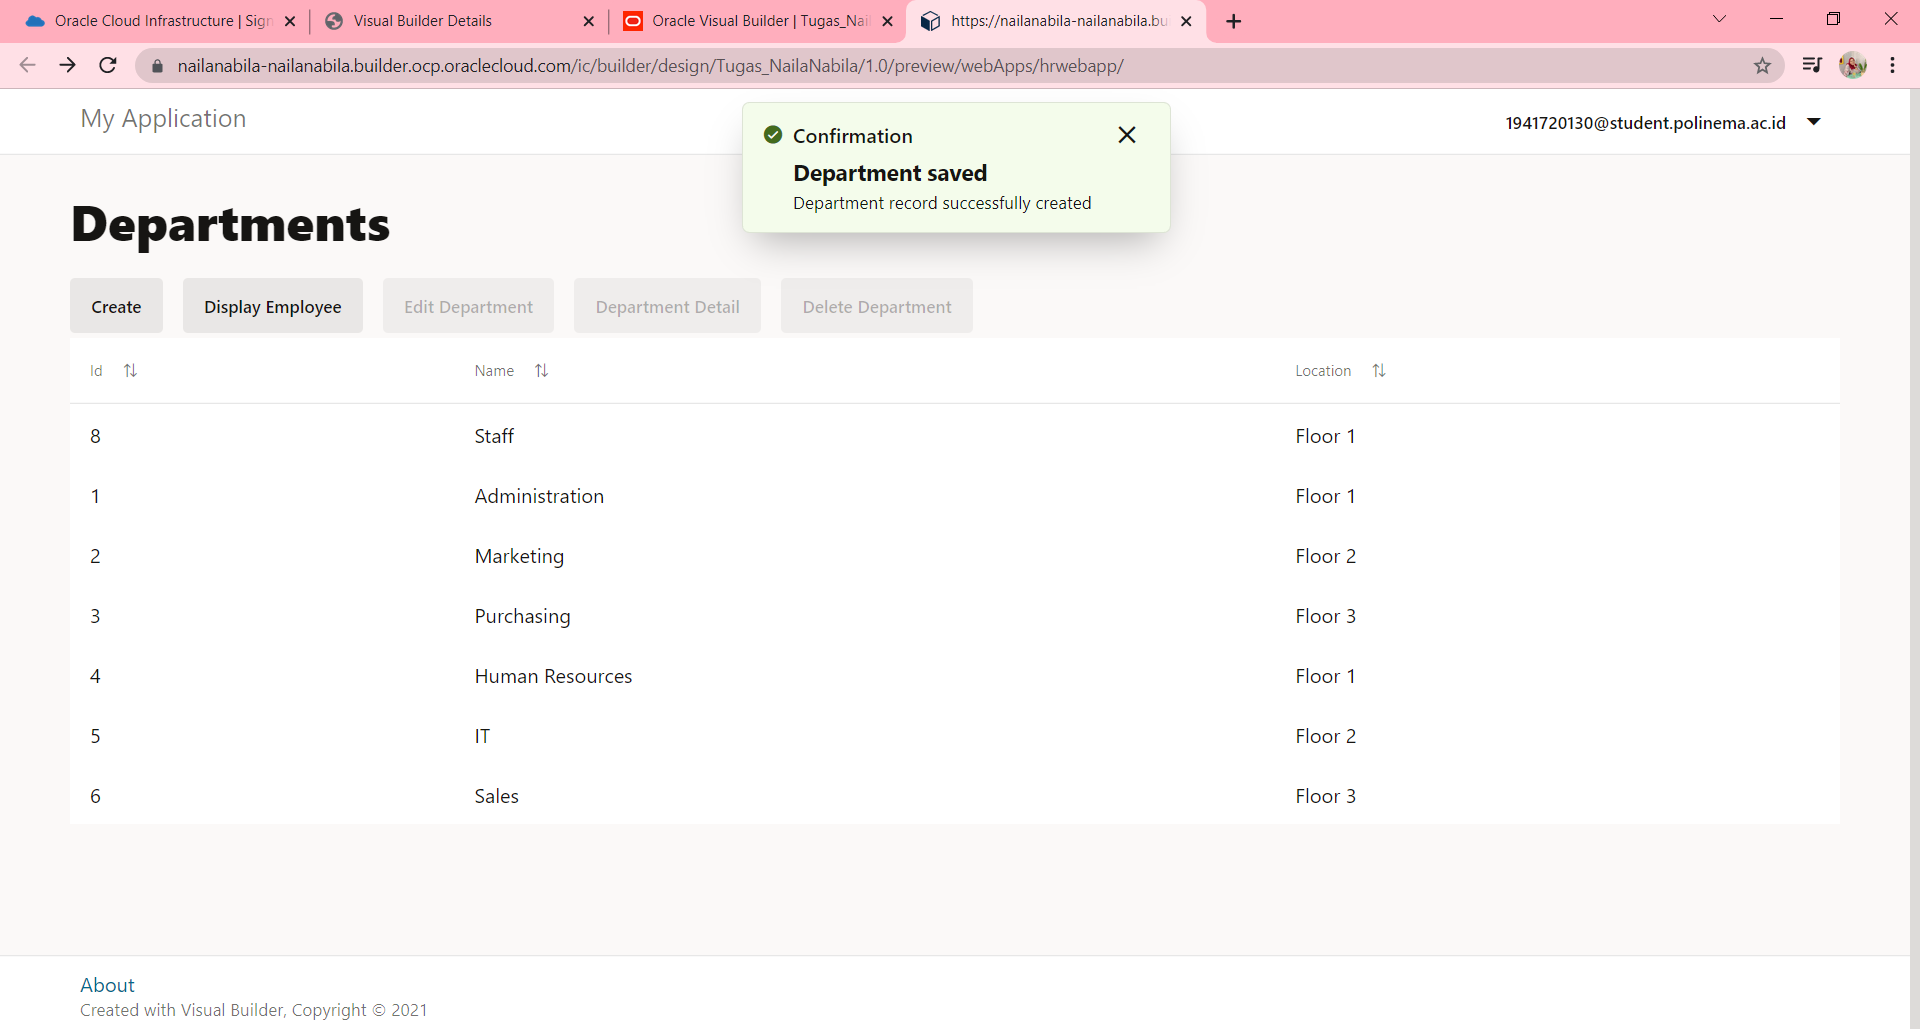 Oracle Cloud Infrastructure | Sign
Visual Builder Details
Oracle Visual Builder | Tugas_Nail
https://nailanabila-nailanabila.bu
nailanabila-nailanabila.builder.ocp.oraclecloud.com/ic/builder/design/Tugas_NailaNabila/1.0/preview/webApps/hrwebapp/
My Application
1941720130@student.polinema.ac.id
Confirmation
Department saved
Department record successfully created
Departments
Create Display Employee Edit Department Department Detail Delete Department
Id Name Location
8 Staff Floor 1
1 Administration Floor 1
2 Marketing Floor 2
3 Purchasing Floor 3
4 Human Resources Floor 1
5 IT Floor 2
6 Sales Floor 3
About
Created with Visual Builder, Copyright © 2021